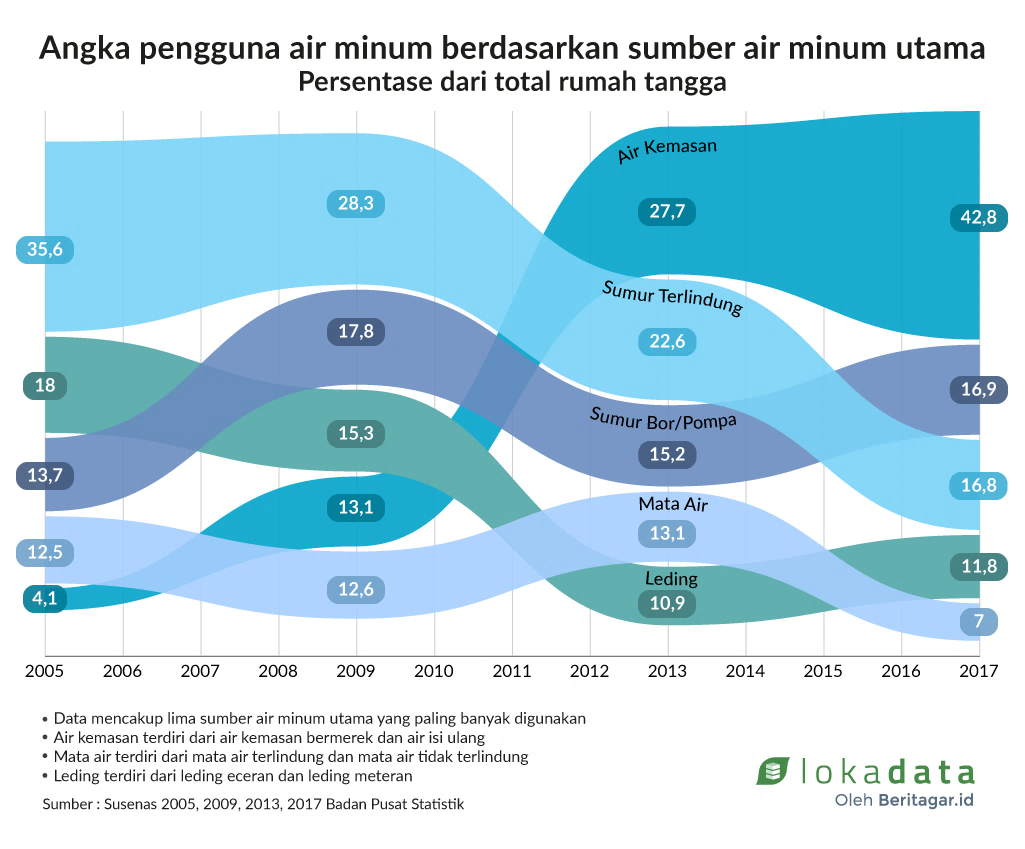 Angka pengguna air minum berdasarkan sumber air minum utama
Persentase dari total rumah tangga
Air Kemasan
35,6
28,3
27,7
42,8
Sumur Terlindung
17,8
22,6
18
16,9
15,3
Sumur Bor/Pompa
13,7
15,2
16,8
13,1
Mata Air
12,5
13,1
11,8
4,1
12,6
Leding
10,9
7
2005 2006 2007 2008 2009 2010 2011 2012 2013 2014 2015 2016 2017
• Data mencakup lima sumber air minum utama yang paling banyak digunakan
• Air kemasan terdiri dari air kemasan bermerek dan air isi ulang
• Mata air terdiri dari mata air terlindung dan mata air tidak terlindung
• Leding terdiri dari leding eceran dan leding meteran
Sumber : Susenas 2005, 2009, 2013, 2017 Badan Pusat Statistik
lokadata
Oleh Beritagar.id